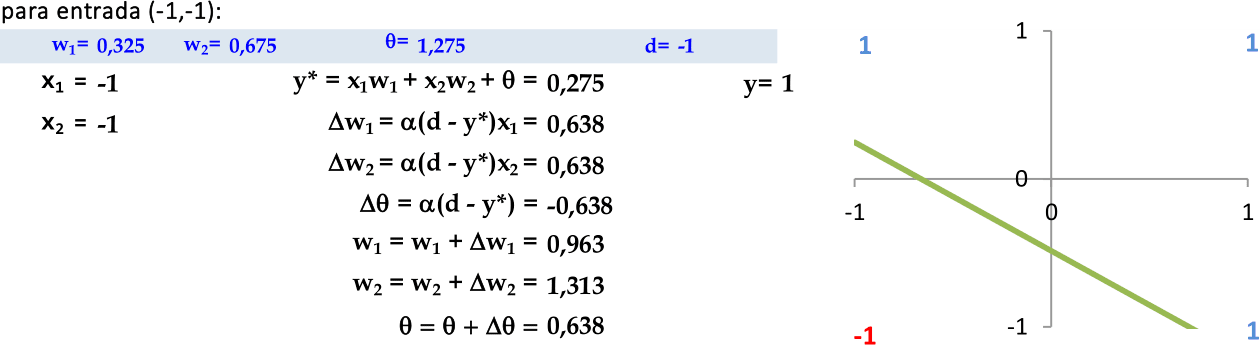 para entrada (-1,-1):
w₁= 0,325 w₂= 0,675 θ= 1,275 d= -1
x₁ = -1 y* = x₁w₁ + x₂w₂ + θ = 0,275 y= 1
x₂ = -1 Δw₁ = α(d - y*)x₁= 0,638
Δw₂ = α(d - y*)x₂ = 0,638
Δθ = α(d - y*) = -0,638
w₁ = w₁ + Δw₁ = 0,963
w₂ = w₂ + Δw₂ = 1,313
θ = θ + Δθ = 0,638
1 1 1
0
-1 0 1
-1 -1 1